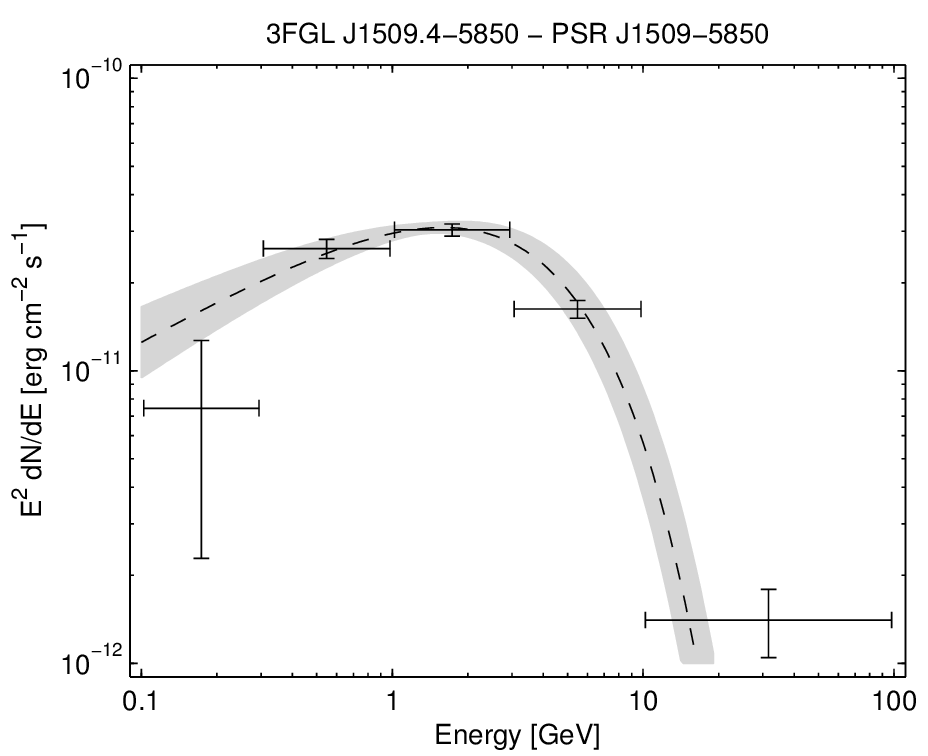 3FGL J1509.4−5850 − PSR J1509−5850
10⁻¹⁰
10⁻¹¹
10⁻¹²
E² dN/dE [erg cm⁻² s⁻¹]
0.1 1 10 100
Energy [GeV]